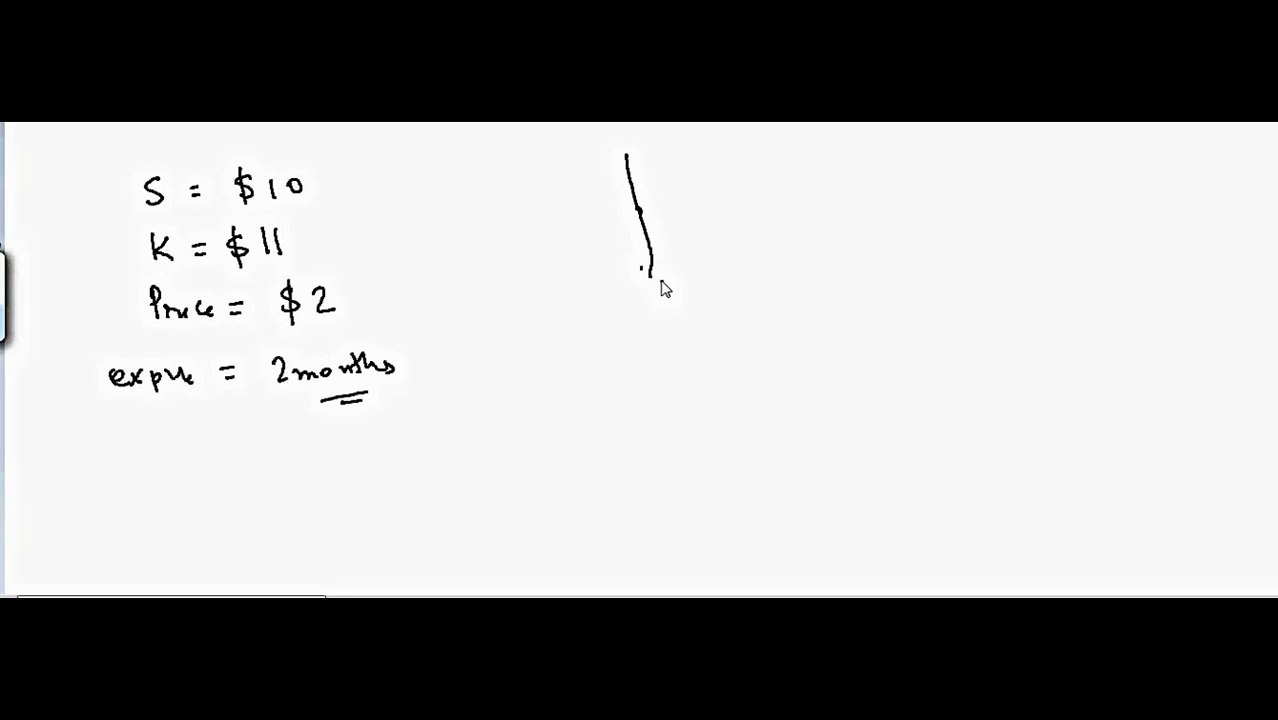 S = $10
K = $11
Price = $2
expire = 2 months